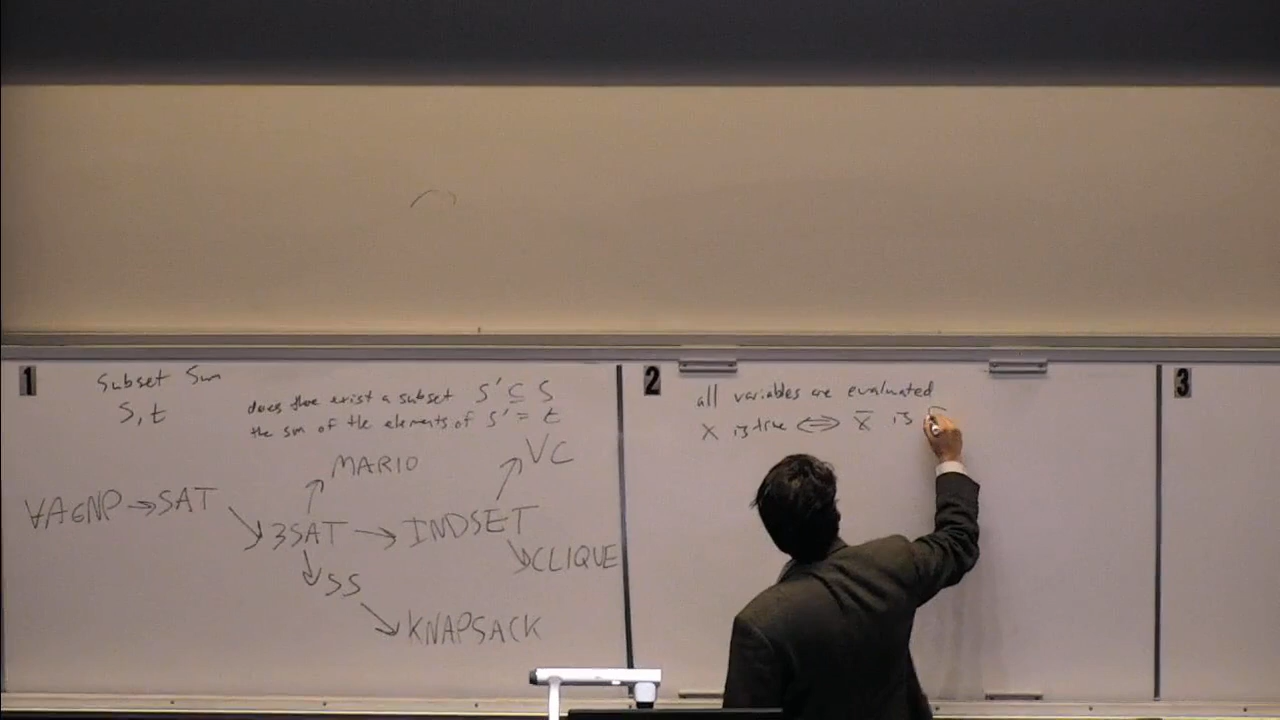 1
Subset Sum
S, t
does there exist a subset S' ⊆ S
the sum of the elements of S' = t
MARIO
VC
∀A∈NP → SAT
3SAT → INDSET
CLIQUE
SS
KNAPSACK
2
all variables are evaluated
X is true ⟺ X̄ is
3